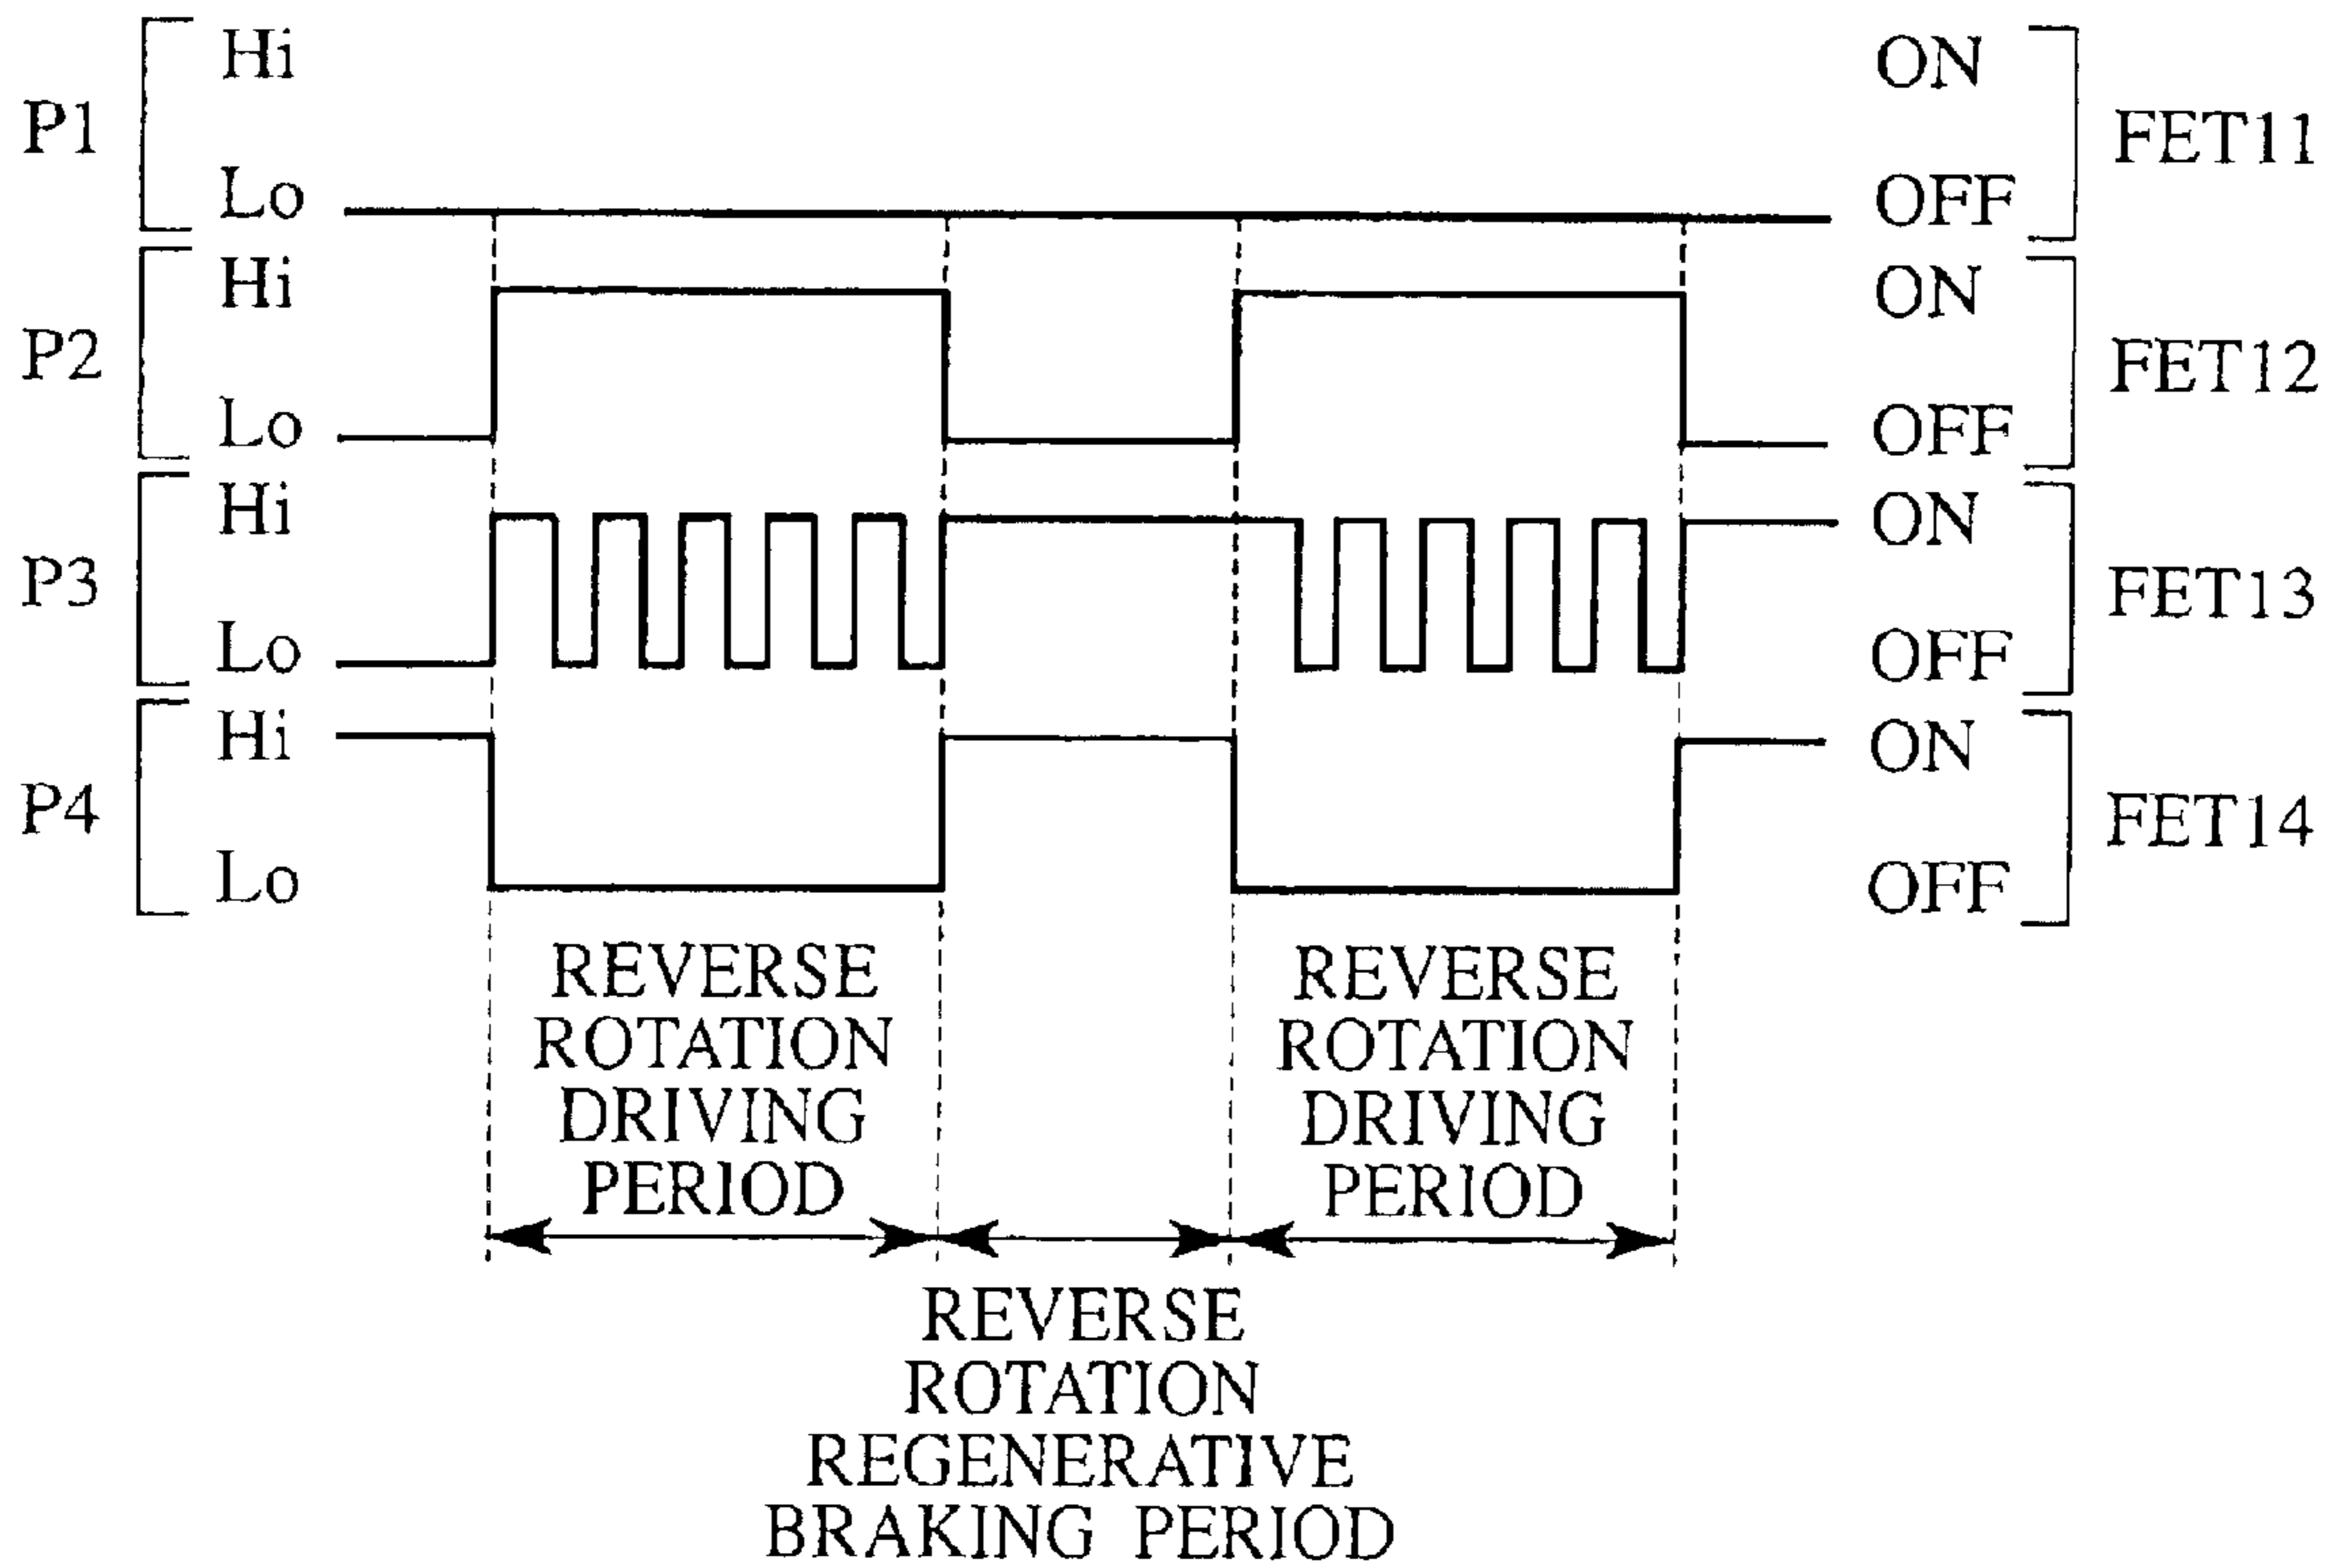 Hi
P1
Lo
ON
OFF
FET11
Hi
P2
Lo
ON
OFF
FET12
Hi
P3
Lo
ON
OFF
FET13
Hi
P4
Lo
ON
OFF
FET14
REVERSE
ROTATION
DRIVING
PERIOD
REVERSE
ROTATION
DRIVING
PERIOD
REVERSE
ROTATION
REGENERATIVE
BRAKING PERIOD